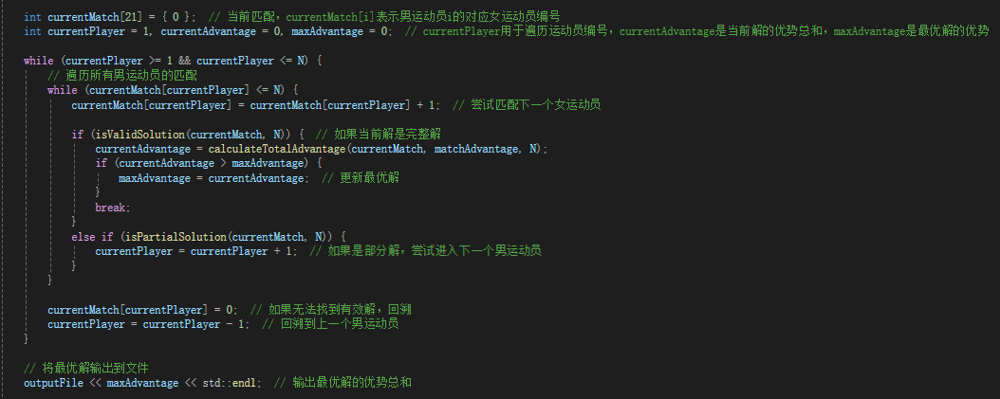 int currentMatch[21] = { 0 };  // 当前匹配，currentMatch[i]表示男运动员i的对应女运动员编号
int currentPlayer = 1, currentAdvantage = 0, maxAdvantage = 0;  // currentPlayer用于遍历运动员编号，currentAdvantage是当前解的优势总和，maxAdvantage是最优解的优势
while (currentPlayer >= 1 && currentPlayer <= N) {
// 遍历所有男运动员的匹配
while (currentMatch[currentPlayer] <= N) {
currentMatch[currentPlayer] = currentMatch[currentPlayer] + 1;  // 尝试匹配下一个女运动员
if (isValidSolution(currentMatch, N)) {  // 如果当前解是完整解
currentAdvantage = calculateTotalAdvantage(currentMatch, matchAdvantage, N);
if (currentAdvantage > maxAdvantage) {
maxAdvantage = currentAdvantage;  // 更新最优解
}
break;
}
else if (isPartialSolution(currentMatch, N)) {
currentPlayer = currentPlayer + 1;  // 如果是部分解，尝试进入下一个男运动员
}
}
currentMatch[currentPlayer] = 0;  // 如果无法找到有效解，回溯
currentPlayer = currentPlayer - 1;  // 回溯到上一个男运动员
}
// 将最优解输出到文件
outputFile << maxAdvantage << std::endl;  // 输出最优解的优势总和